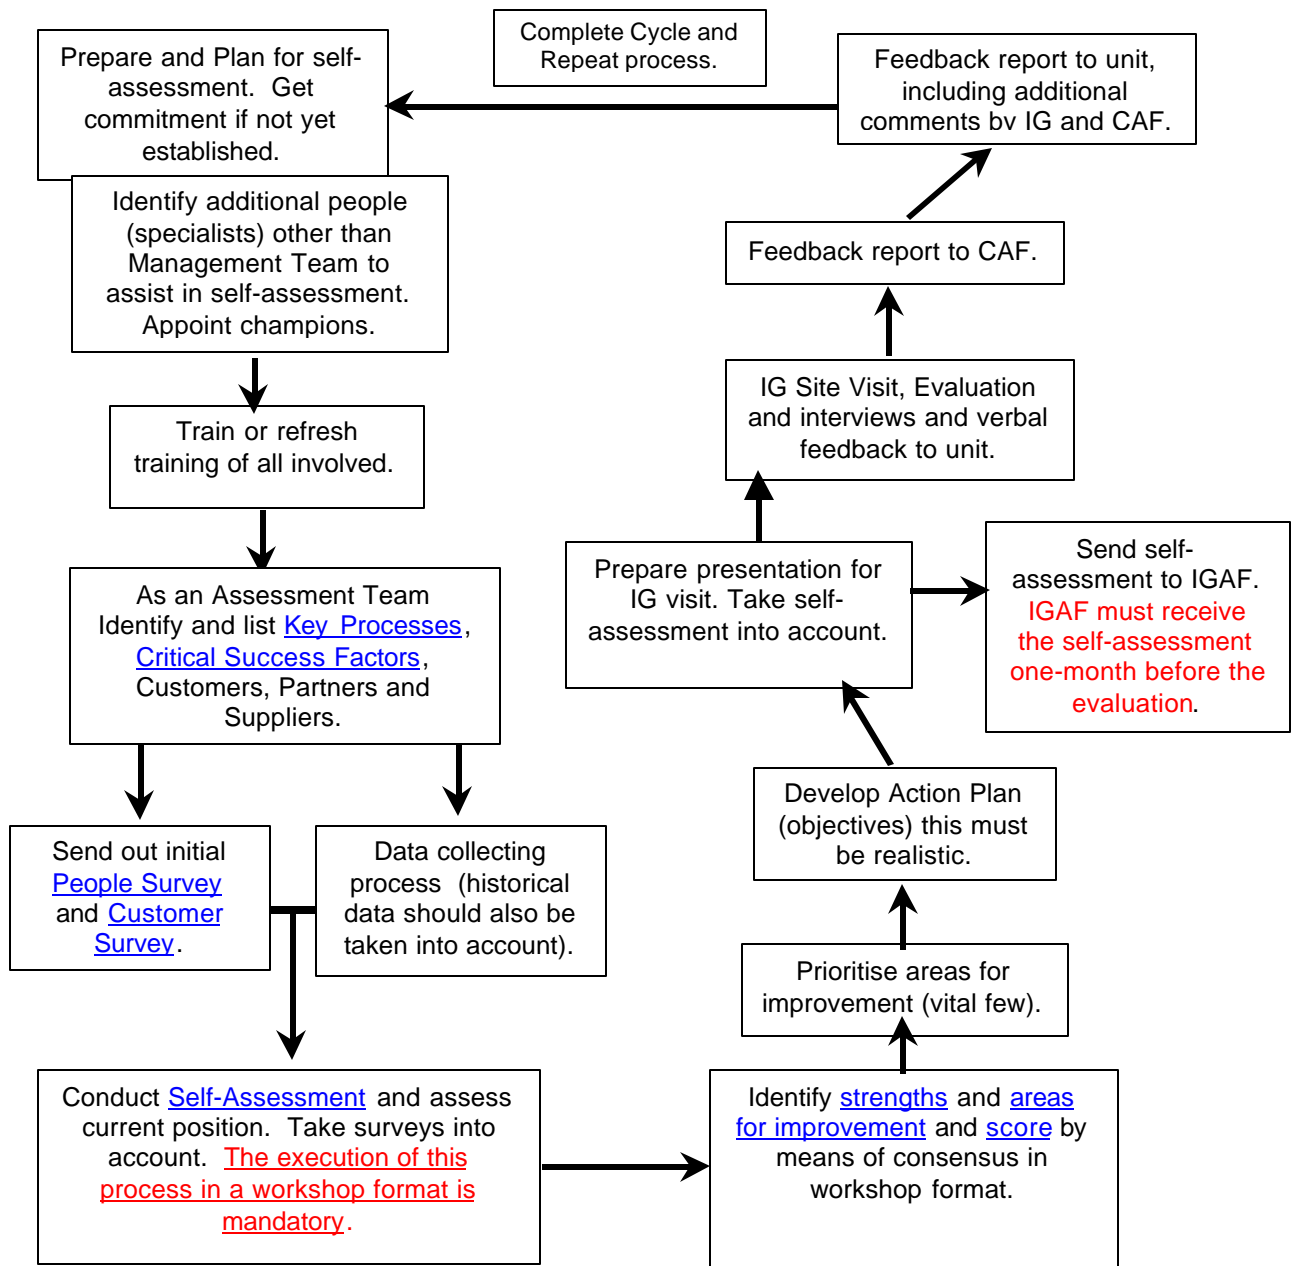 Complete Cycle and
Repeat process.
Prepare and Plan for self-
assessment. Get
commitment if not yet
established.
Identify additional people
(specialists) other than
Management Team to
assist in self-assessment.
Appoint champions.
Train or refresh
training of all involved.
As an Assessment Team
Identify and list Key Processes,
Critical Success Factors,
Customers, Partners and
Suppliers.
Send out initial
People Survey
and Customer
Survey.
Data collecting
process (historical
data should also be
taken into account).
Conduct Self-Assessment and assess
current position. Take surveys into
account. The execution of this
process in a workshop format is
mandatory.
Identify strengths and areas
for improvement and score by
means of consensus in
workshop format.
Prioritise areas for
improvement (vital few).
Develop Action Plan
(objectives) this must
be realistic.
Prepare presentation for
IG visit. Take self-
assessment into account.
Send self-
assessment to IGAF.
IGAF must receive
the self-assessment
one-month before the
evaluation.
IG Site Visit, Evaluation
and interviews and verbal
feedback to unit.
Feedback report to CAF.
Feedback report to unit,
including additional
comments by IG and CAF.